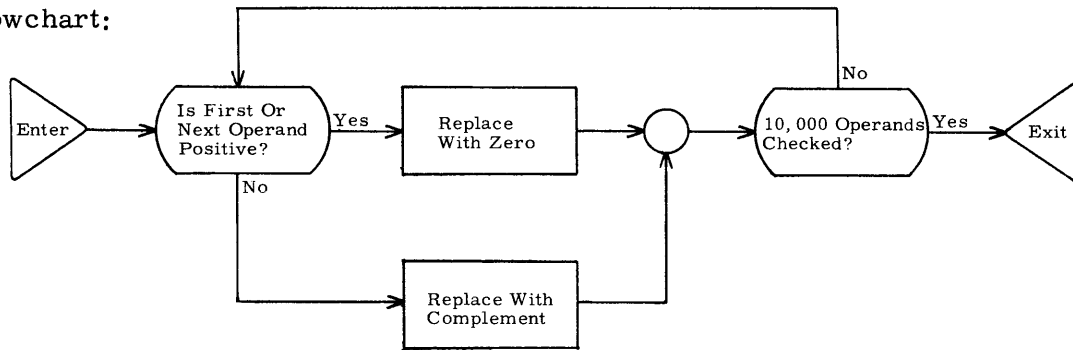 owchart:
No
Enter
Is First Or
Next Operand
Positive?
Yes
Replace
With Zero
10,000 Operands
Checked?
Yes
Exit
No
Replace With
Complement